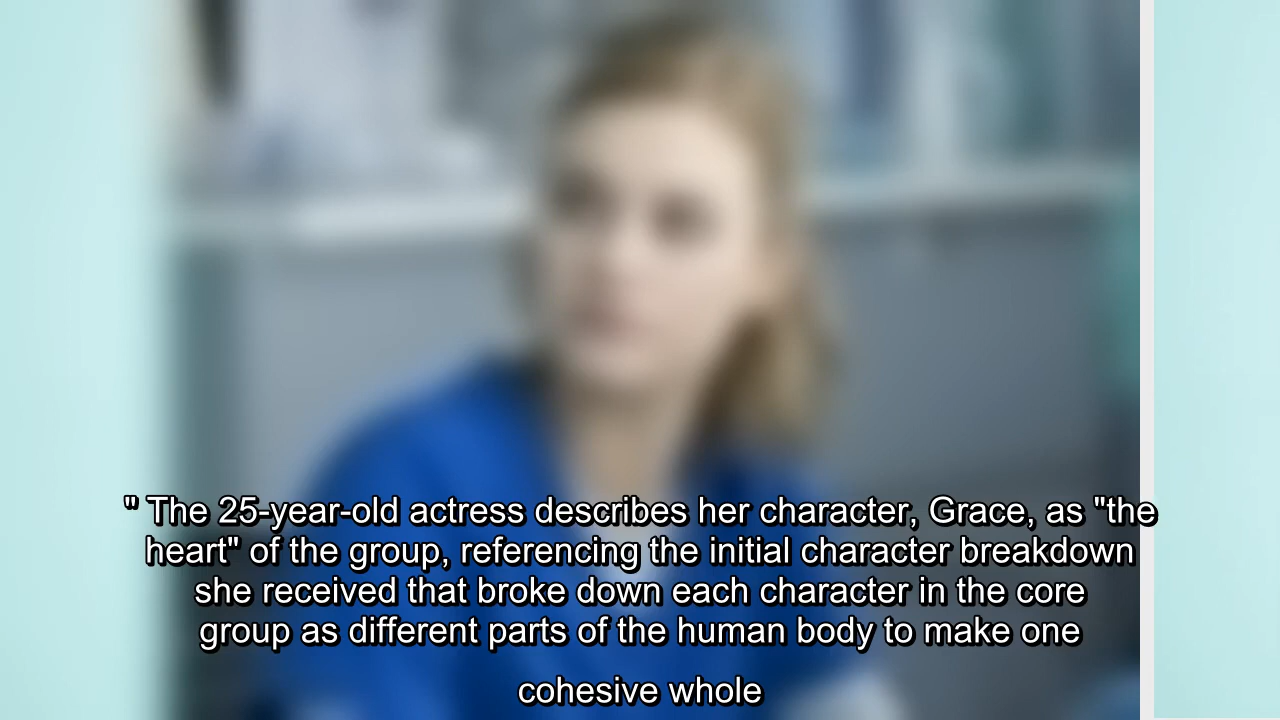 " The 25-year-old actress describes her character, Grace, as "the
heart" of the group, referencing the initial character breakdown
she received that broke down each character in the core
group as different parts of the human body to make one
cohesive whole